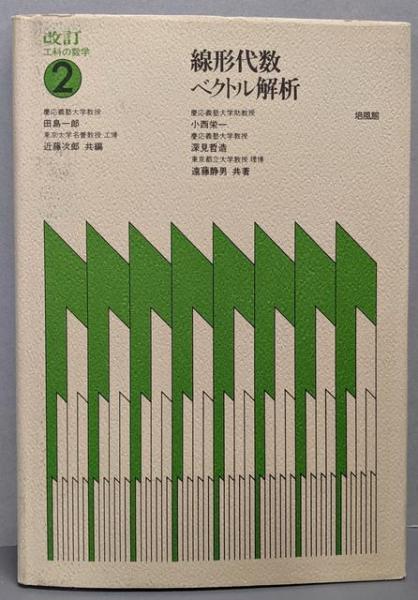 改訂
工科の数学
2
慶応義塾大学教授
田島一郎
東京大学名誉教授・工博
近藤次郎 共編
線形代数
ベクトル解析
慶応義塾大学助教授
小西栄一
慶応義塾大学教授
深見哲造
東京都立大学教授・理博
遠藤静男 共著
培風館